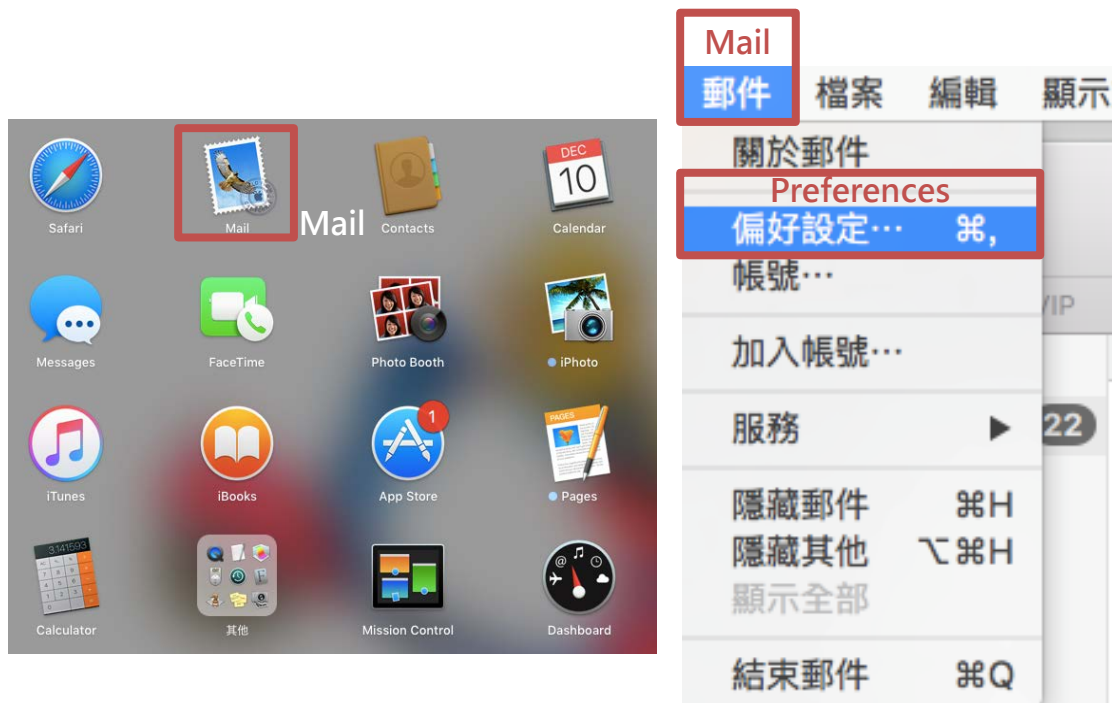 Safari
Mail
Mail
Contacts
DEC
10
Calendar
Messages
FaceTime
Photo Booth
iPhoto
iTunes
iBooks
1
App Store
PAGES
Pages
3.141593
Calculator
其他
Mission Control
Dashboard
Mail
郵件 檔案 編輯 顯示
關於郵件
Preferences
偏好設定… ⌘,
帳號…
VIP
加入帳號…
服務 ▶
22
隱藏郵件 ⌘H
隱藏其他 ⌥⌘H
顯示全部
結束郵件 ⌘Q